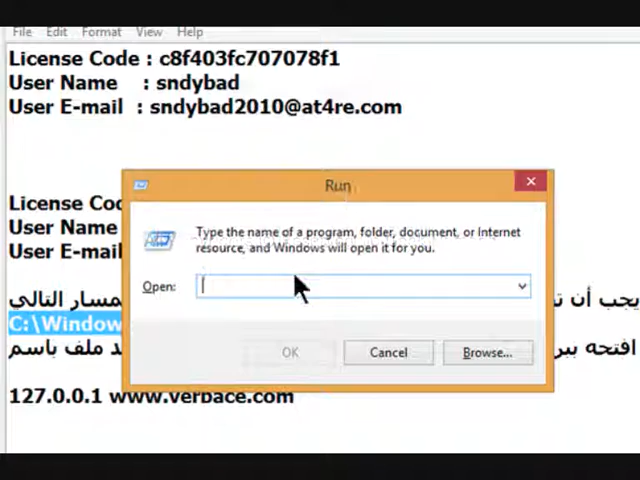 File Edit Format View Help
License Code : c8f403fc707078f1
User Name : sndybad
User E-mail : sndybad2010@at4re.com
Run
License
Type the name of a program, folder, document, or Internet
resource, and Windows will open it for you.
User Name
User E-mail
Open:
يجب أن
المسار التالي
C:\Window
افتحه
ملف باسم
OK Cancel Browse...
127.0.0.1 www.verbace.com